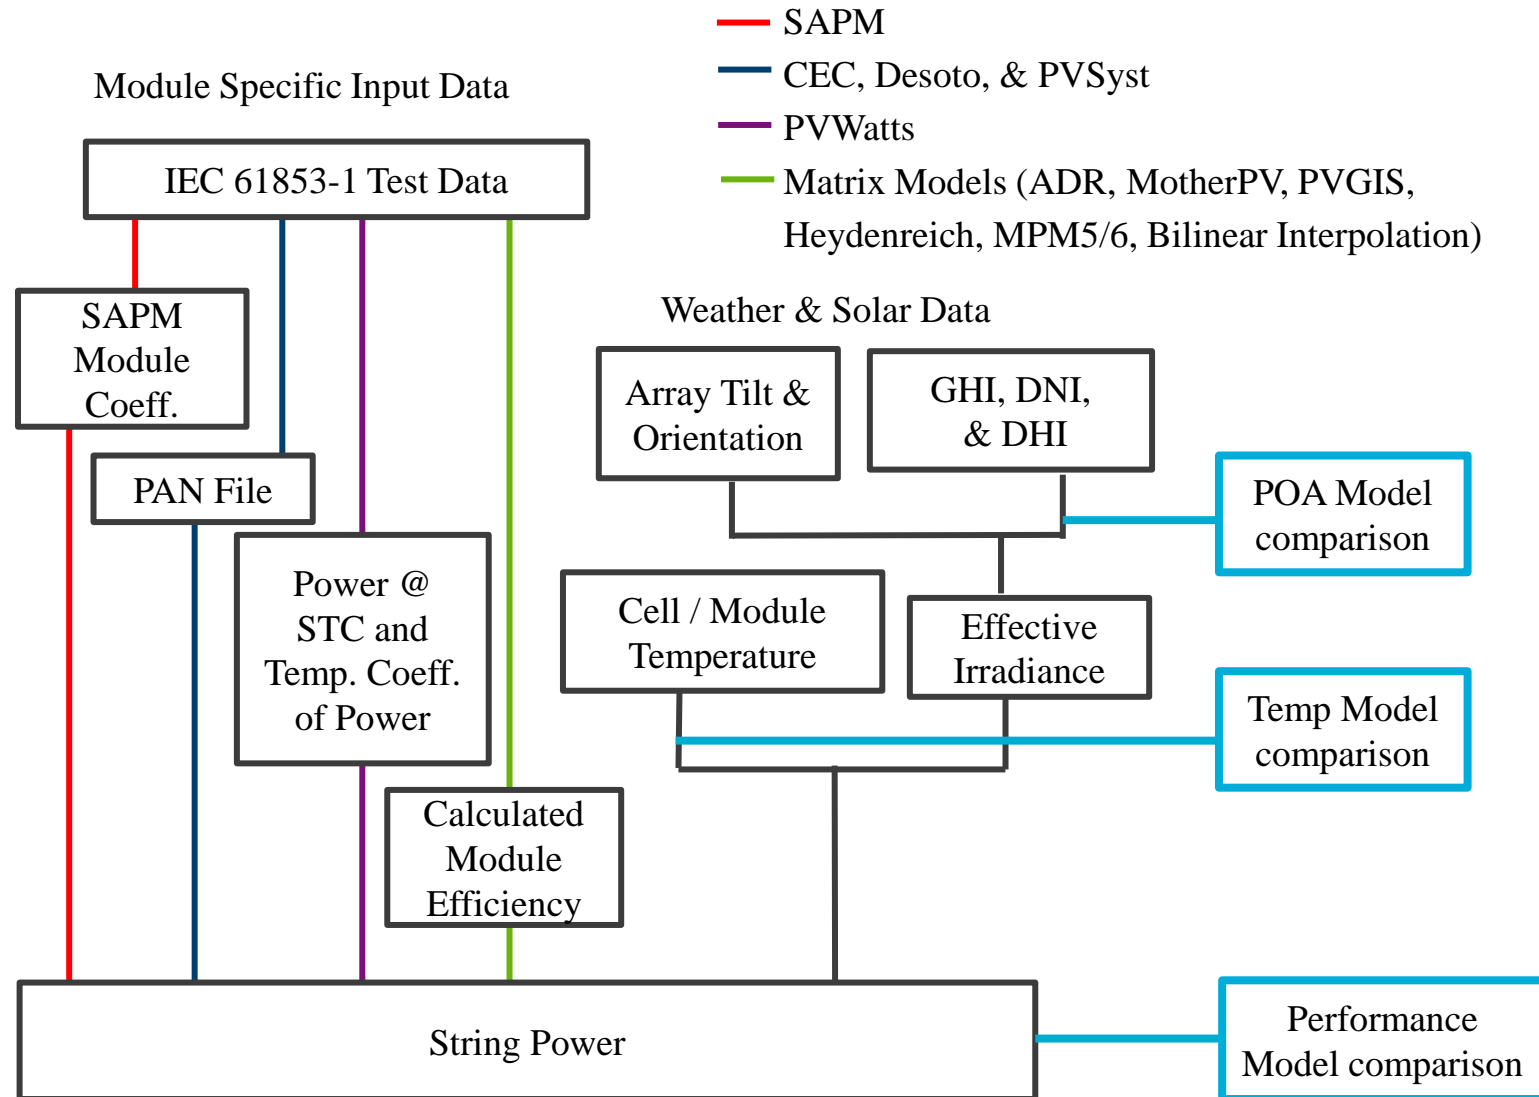 SAPM
CEC, Desoto, & PVSyst
PVWatts
Matrix Models (ADR, MotherPV, PVGIS,
Heydenreich, MPM5/6, Bilinear Interpolation)
Module Specific Input Data
IEC 61853-1 Test Data
SAPM
Module
Coeff.
PAN File
Power @
STC and
Temp. Coeff.
of Power
Calculated
Module
Efficiency
Weather & Solar Data
Array Tilt &
Orientation
GHI, DNI,
& DHI
POA Model
comparison
Cell / Module
Temperature
Effective
Irradiance
Temp Model
comparison
String Power
Performance
Model comparison